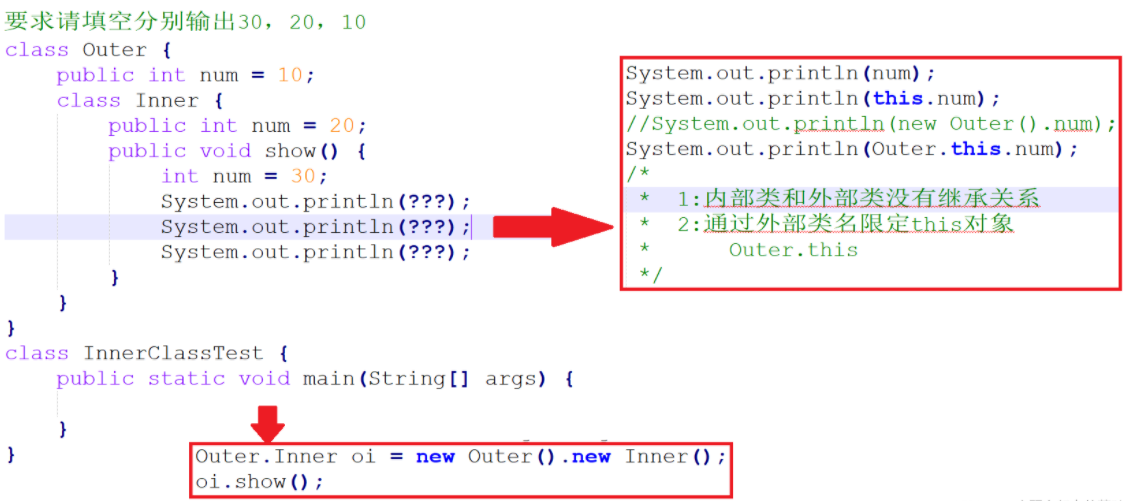 要求请填空分别输出30，20，10
class Outer {
public int num = 10;
class Inner {
public int num = 20;
public void show() {
int num = 30;
System.out.println(???);
System.out.println(???);
System.out.println(???);
}
}
}
class InnerClassTest {
public static void main(String[] args) {
}
}
System.out.println(num);
System.out.println(this.num);
//System.out.println(new Outer().num);
System.out.println(Outer.this.num);
/*
* 1:内部类和外部类没有继承关系
* 2:通过外部类名限定this对象
* Outer.this
*/
Outer.Inner oi = new Outer().new Inner();
oi.show();